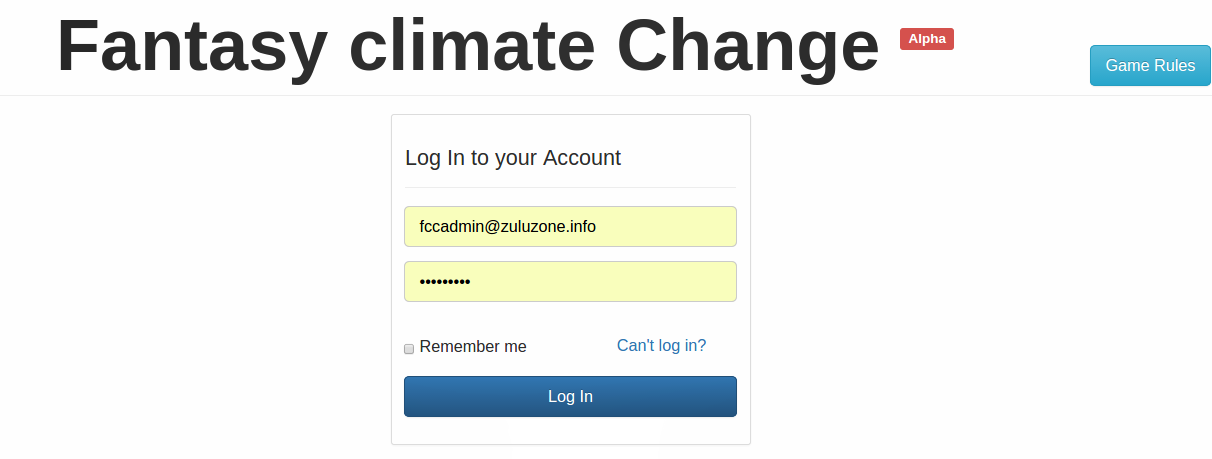 Fantasy climate Change Alpha
Game Rules
Log In to your Account
fccadmin@zuluzone.info
•••••••••
Remember me Can't log in?
Log In